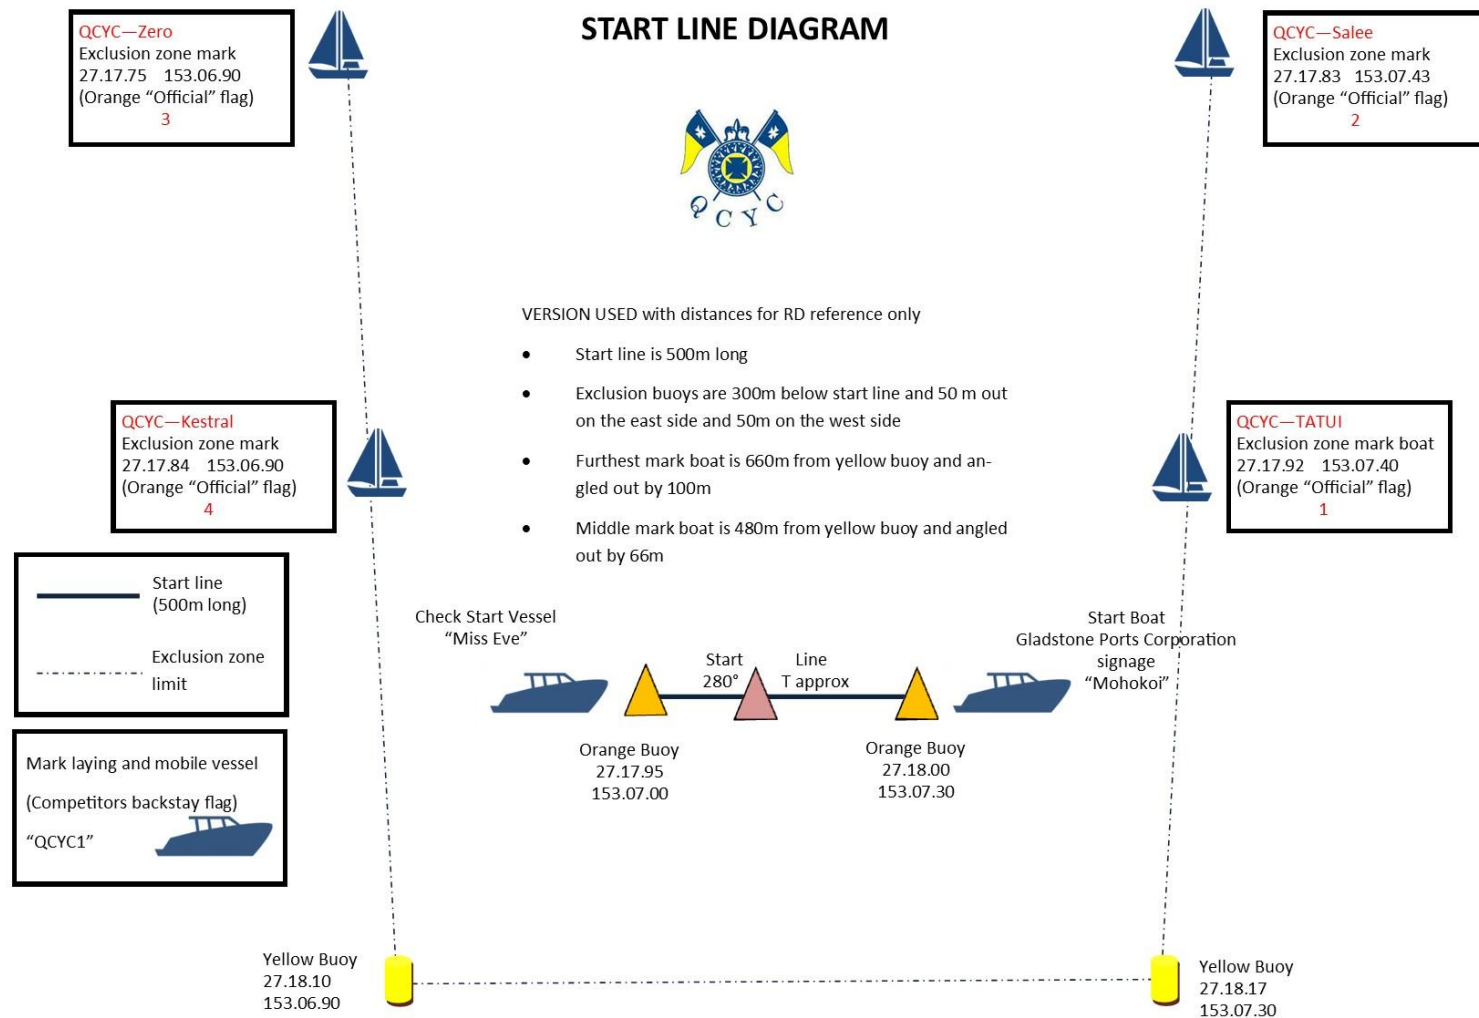 START LINE DIAGRAM
QCYC—Zero
Exclusion zone mark
27.17.75 153.06.90
(Orange “Official” flag)
3
QCYC—Salee
Exclusion zone mark
27.17.83 153.07.43
(Orange “Official” flag)
2
QCYC
VERSION USED with distances for RD reference only
• Start line is 500m long
• Exclusion buoys are 300m below start line and 50 m out
on the east side and 50m on the west side
• Furthest mark boat is 660m from yellow buoy and an-
gled out by 100m
• Middle mark boat is 480m from yellow buoy and angled
out by 66m
QCYC—Kestral
Exclusion zone mark
27.17.84 153.06.90
(Orange “Official” flag)
4
QCYC—TATUI
Exclusion zone mark boat
27.17.92 153.07.40
(Orange “Official” flag)
1
Start line
(500m long)
Exclusion zone
limit
Check Start Vessel
“Miss Eve”
Start Line
280° T approx
Start Boat
Gladstone Ports Corporation
signage
“Mohokoi”
Orange Buoy
27.17.95
153.07.00
Orange Buoy
27.18.00
153.07.30
Mark laying and mobile vessel
(Competitors backstay flag)
“QCYC1”
Yellow Buoy
27.18.10
153.06.90
Yellow Buoy
27.18.17
153.07.30